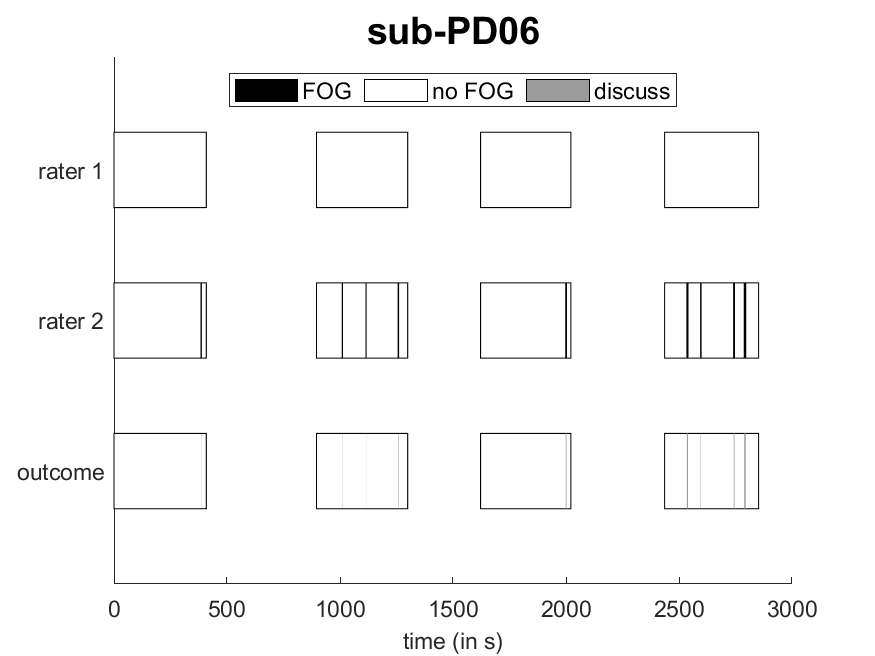 sub-PD06
FOG no FOG discuss
rater 1
rater 2
outcome
0 500 1000 1500 2000 2500 3000
time (in s)